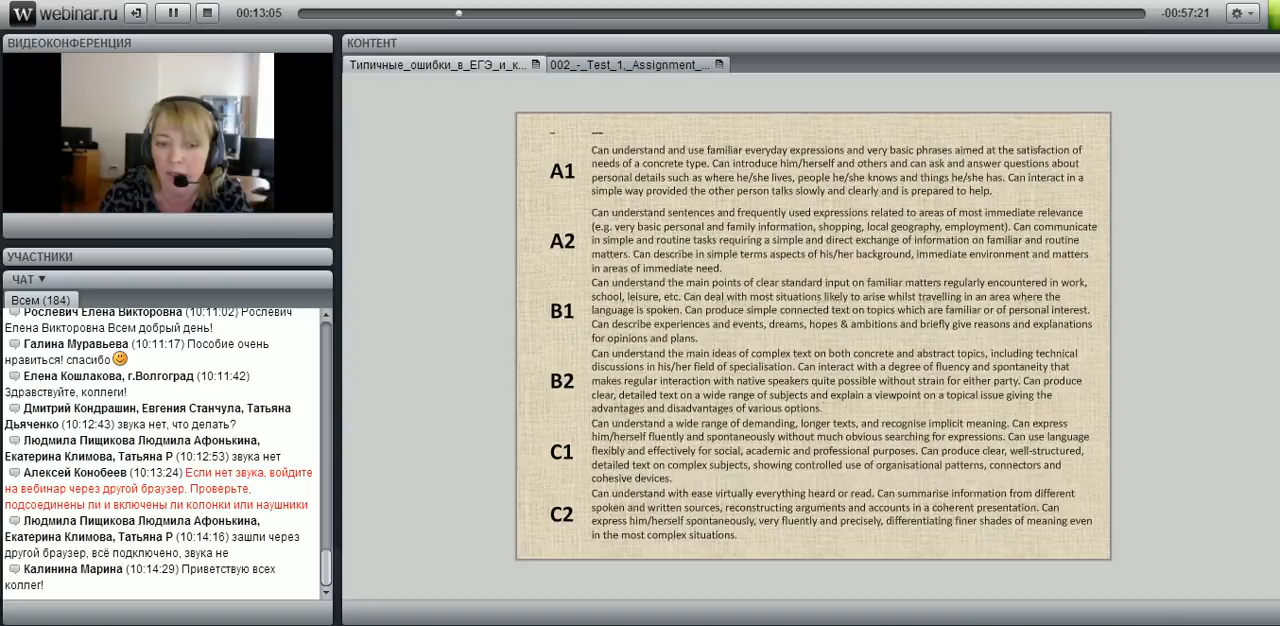 webinar.ru
00:13:05
-00:57:21
ВИДЕОКОНФЕРЕНЦИЯ
УЧАСТНИКИ
ЧАТ ▼
Всем (184)
Рослевич Елена Викторовна (10:11:02) Рослевич
Елена Викторовна Всем добрый день!
Галина Муравьева (10:11:17) Пособие очень
нравиться! спасибо
Елена Кошлакова, г.Волгоград (10:11:42)
Здравствуйте, коллеги!
Дмитрий Кондрашин, Евгения Станчула, Татьяна
Дьяченко (10:12:43) звука нет, что делать?
Людмила Пищикова Людмила Афонькина,
Екатерина Климова, Татьяна Р (10:12:53) звука нет
Алексей Конобеев (10:13:24) Если нет звука, войдите
на вебинар через другой браузер. Проверьте,
подсоединены ли и включены ли колонки или наушники
Людмила Пищикова Людмила Афонькина,
Екатерина Климова, Татьяна Р (10:14:16) зашли через
другой браузер, всё подключено, звука не
Калинина Марина (10:14:29) Приветствую всех
коллег!
КОНТЕНТ
Типичные_ошибки_в_ЕГЭ_и_к...
002_-_Test_1,_Assignment_...
A1
Can understand and use familiar everyday expressions and very basic phrases aimed at the satisfaction of
needs of a concrete type. Can introduce him/herself and others and can ask and answer questions about
personal details such as where he/she lives, people he/she knows and things he/she has. Can interact in a
simple way provided the other person talks slowly and clearly and is prepared to help.
A2
Can understand sentences and frequently used expressions related to areas of most immediate relevance
(e.g. very basic personal and family information, shopping, local geography, employment). Can communicate
in simple and routine tasks requiring a simple and direct exchange of information on familiar and routine
matters. Can describe in simple terms aspects of his/her background, immediate environment and matters
in areas of immediate need.
B1
Can understand the main points of clear standard input on familiar matters regularly encountered in work,
school, leisure, etc. Can deal with most situations likely to arise whilst travelling in an area where the
language is spoken. Can produce simple connected text on topics which are familiar or of personal interest.
Can describe experiences and events, dreams, hopes & ambitions and briefly give reasons and explanations
for opinions and plans.
B2
Can understand the main ideas of complex text on both concrete and abstract topics, including technical
discussions in his/her field of specialisation. Can interact with a degree of fluency and spontaneity that
makes regular interaction with native speakers quite possible without strain for either party. Can produce
clear, detailed text on a wide range of subjects and explain a viewpoint on a topical issue giving the
advantages and disadvantages of various options.
C1
Can understand a wide range of demanding, longer texts, and recognise implicit meaning. Can express
him/herself fluently and spontaneously without much obvious searching for expressions. Can use language
flexibly and effectively for social, academic and professional purposes. Can produce clear, well-structured,
detailed text on complex subjects, showing controlled use of organisational patterns, connectors and
cohesive devices.
C2
Can understand with ease virtually everything heard or read. Can summarise information from different
spoken and written sources, reconstructing arguments and accounts in a coherent presentation. Can
express him/herself spontaneously, very fluently and precisely, differentiating finer shades of meaning even
in the most complex situations.